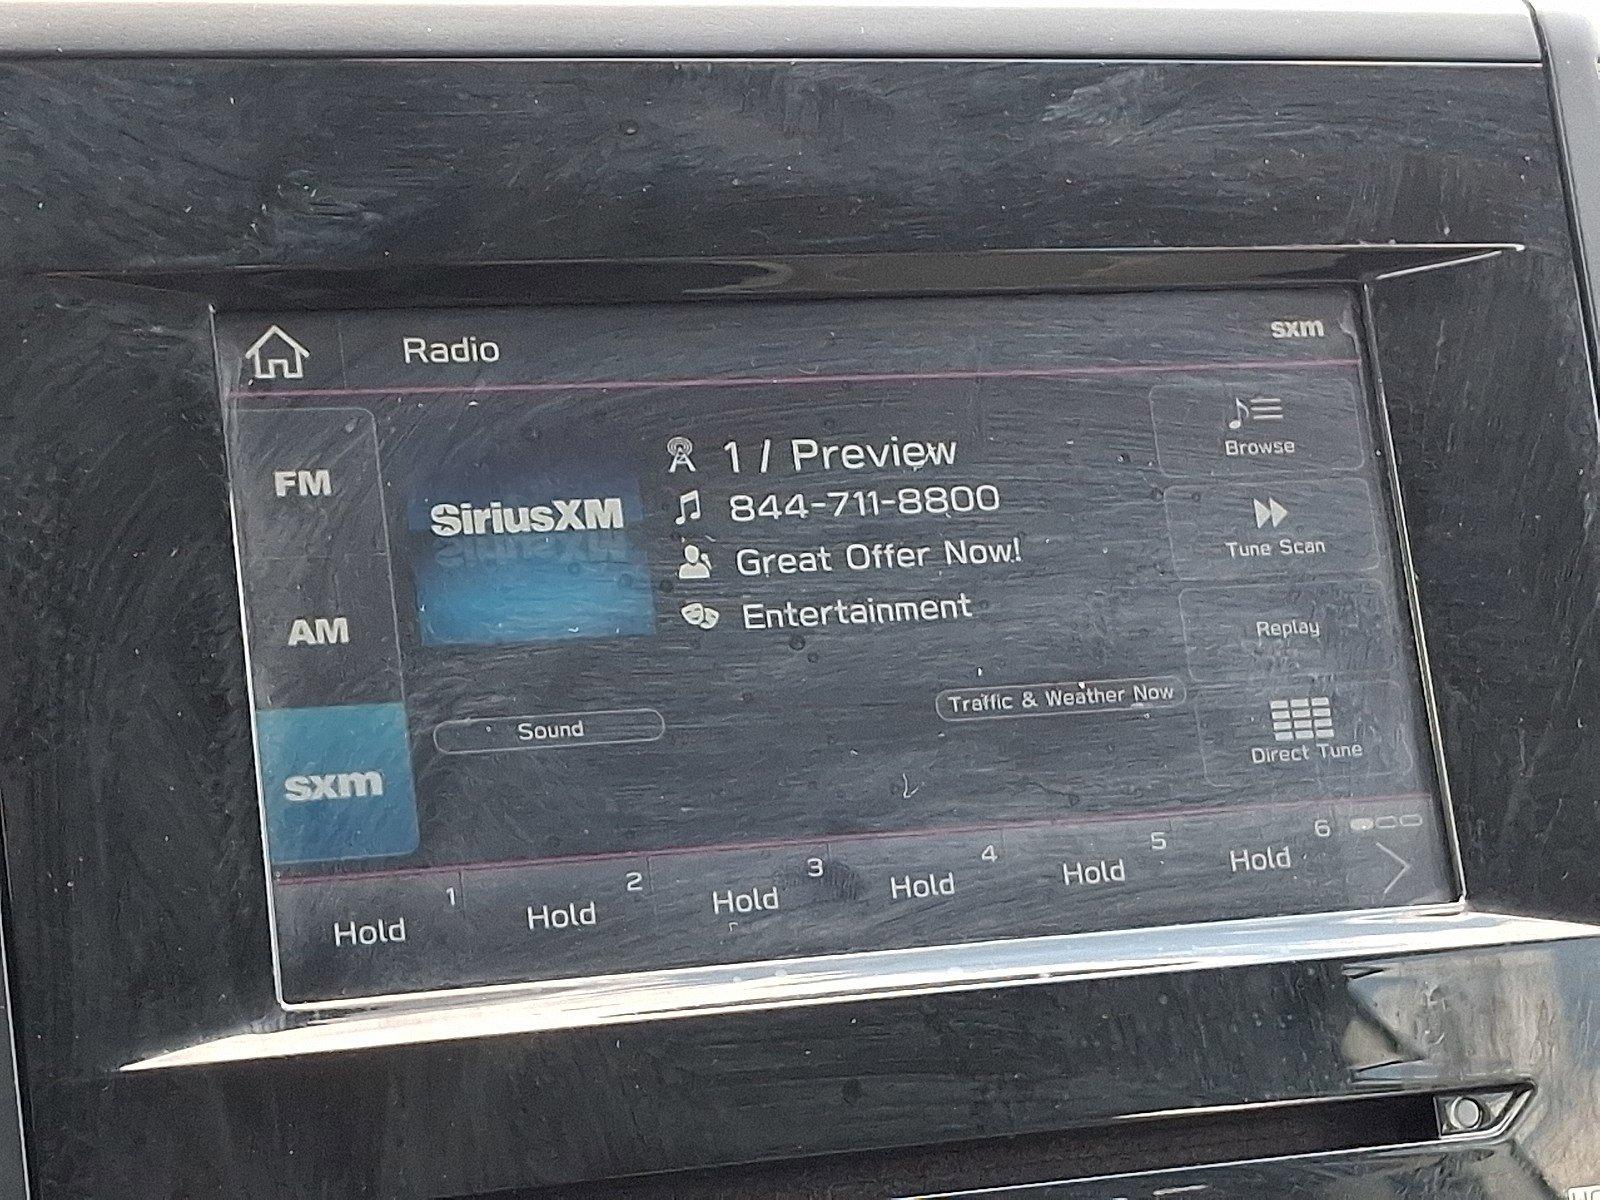 Radio
sxm
FM
AM
sxm
SiriusXM
1 / Preview
844-711-8800
Great Offer Now!
Entertainment
Sound
Traffic & Weather Now
Browse
Tune Scan
Replay
Direct Tune
1 Hold
2 Hold
3 Hold
4 Hold
5 Hold
6 Hold